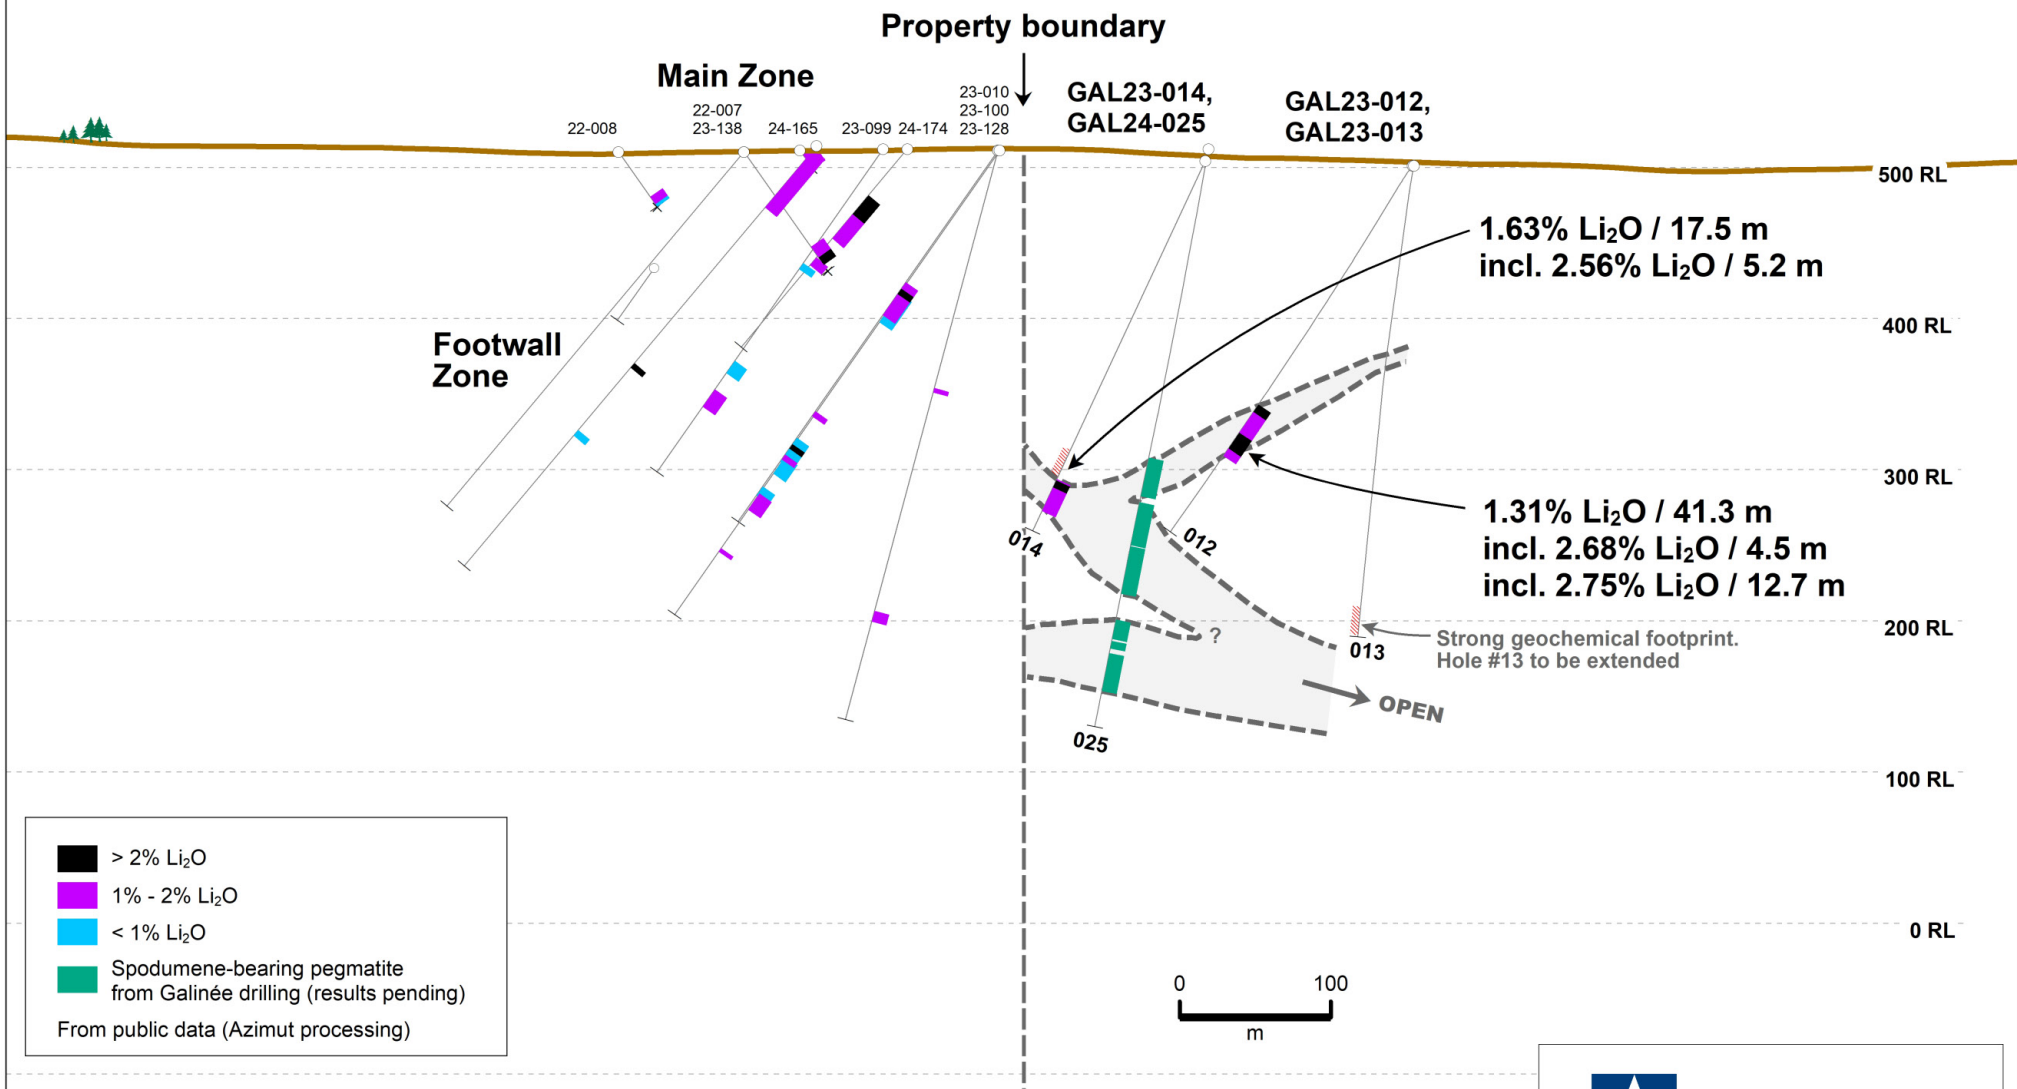 Property boundary
Main Zone
22-008
22-007
23-138
24-165
23-099
24-174
23-010
23-100
23-128
GAL23-014,
GAL24-025
GAL23-012,
GAL23-013
500 RL
1.63% Li₂O / 17.5 m
incl. 2.56% Li₂O / 5.2 m
400 RL
Footwall
Zone
300 RL
1.31% Li₂O / 41.3 m
incl. 2.68% Li₂O / 4.5 m
incl. 2.75% Li₂O / 12.7 m
014
012
200 RL
?
Strong geochemical footprint.
Hole #13 to be extended
013
OPEN
025
100 RL
> 2% Li₂O
1% - 2% Li₂O
< 1% Li₂O
Spodumene-bearing pegmatite
from Galinée drilling (results pending)
From public data (Azimut processing)
0 RL
0 100
m